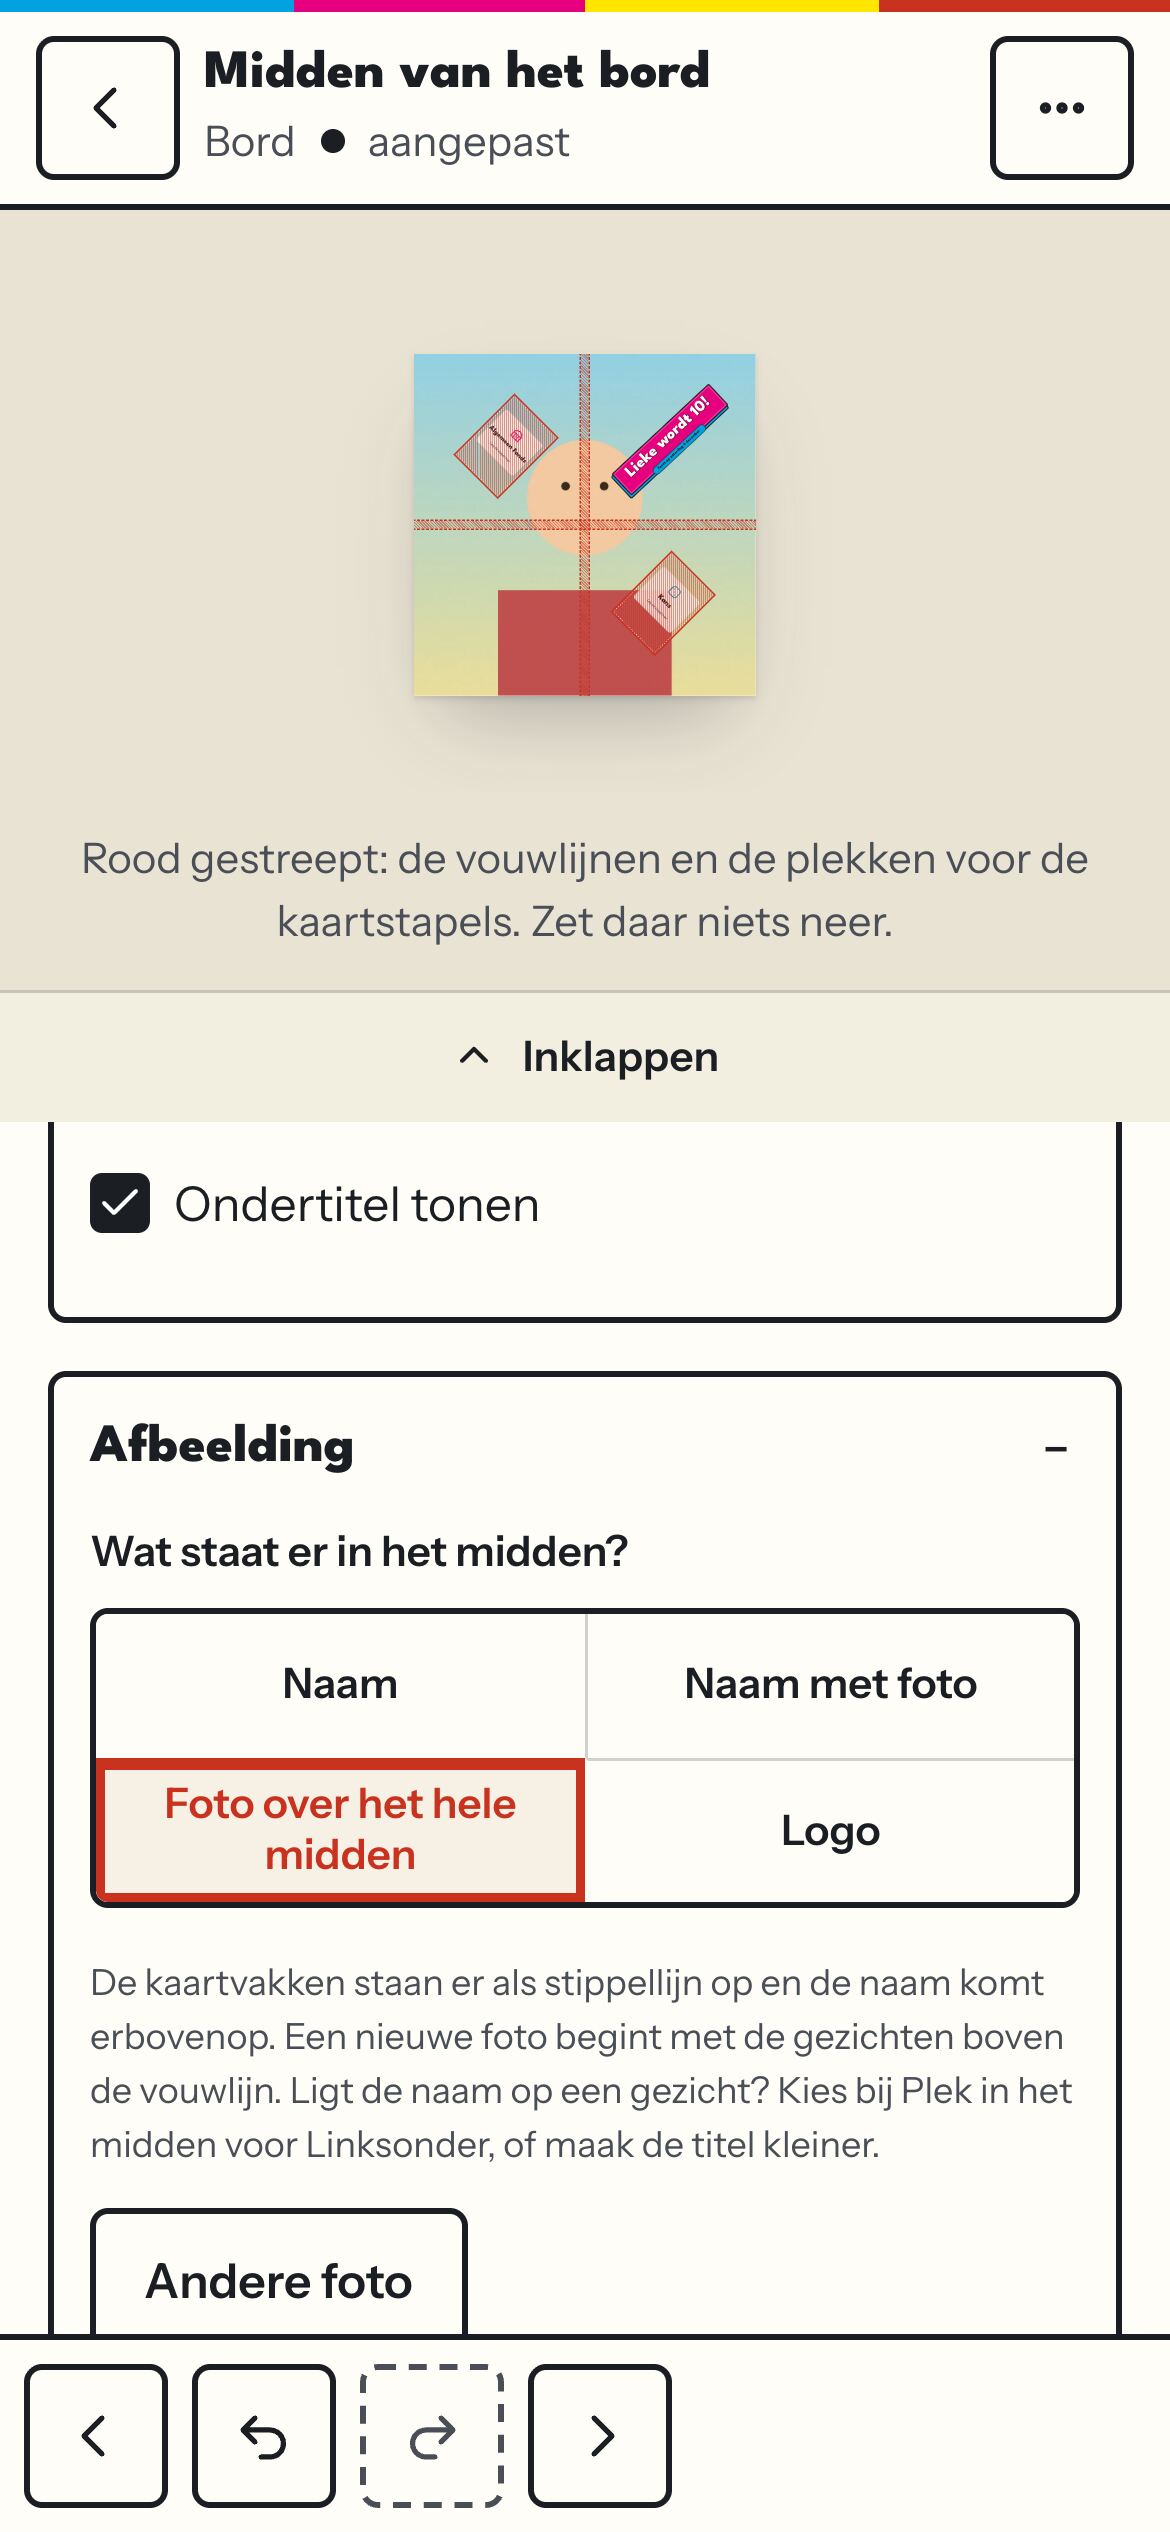 Midden van het bord
Bord ● aangepast
Algemeen Fonds
Lieke wordt 10!
Kans
Rood gestreept: de vouwlijnen en de plekken voor de
kaartstapels. Zet daar niets neer.
Inklappen
Ondertitel tonen
Afbeelding
Wat staat er in het midden?
Naam
Naam met foto
Foto over het hele
midden
Logo
De kaartvakken staan er als stippellijn op en de naam komt
erbovenop. Een nieuwe foto begint met de gezichten boven
de vouwlijn. Ligt de naam op een gezicht? Kies bij Plek in het
midden voor Linksonder, of maak de titel kleiner.
Andere foto